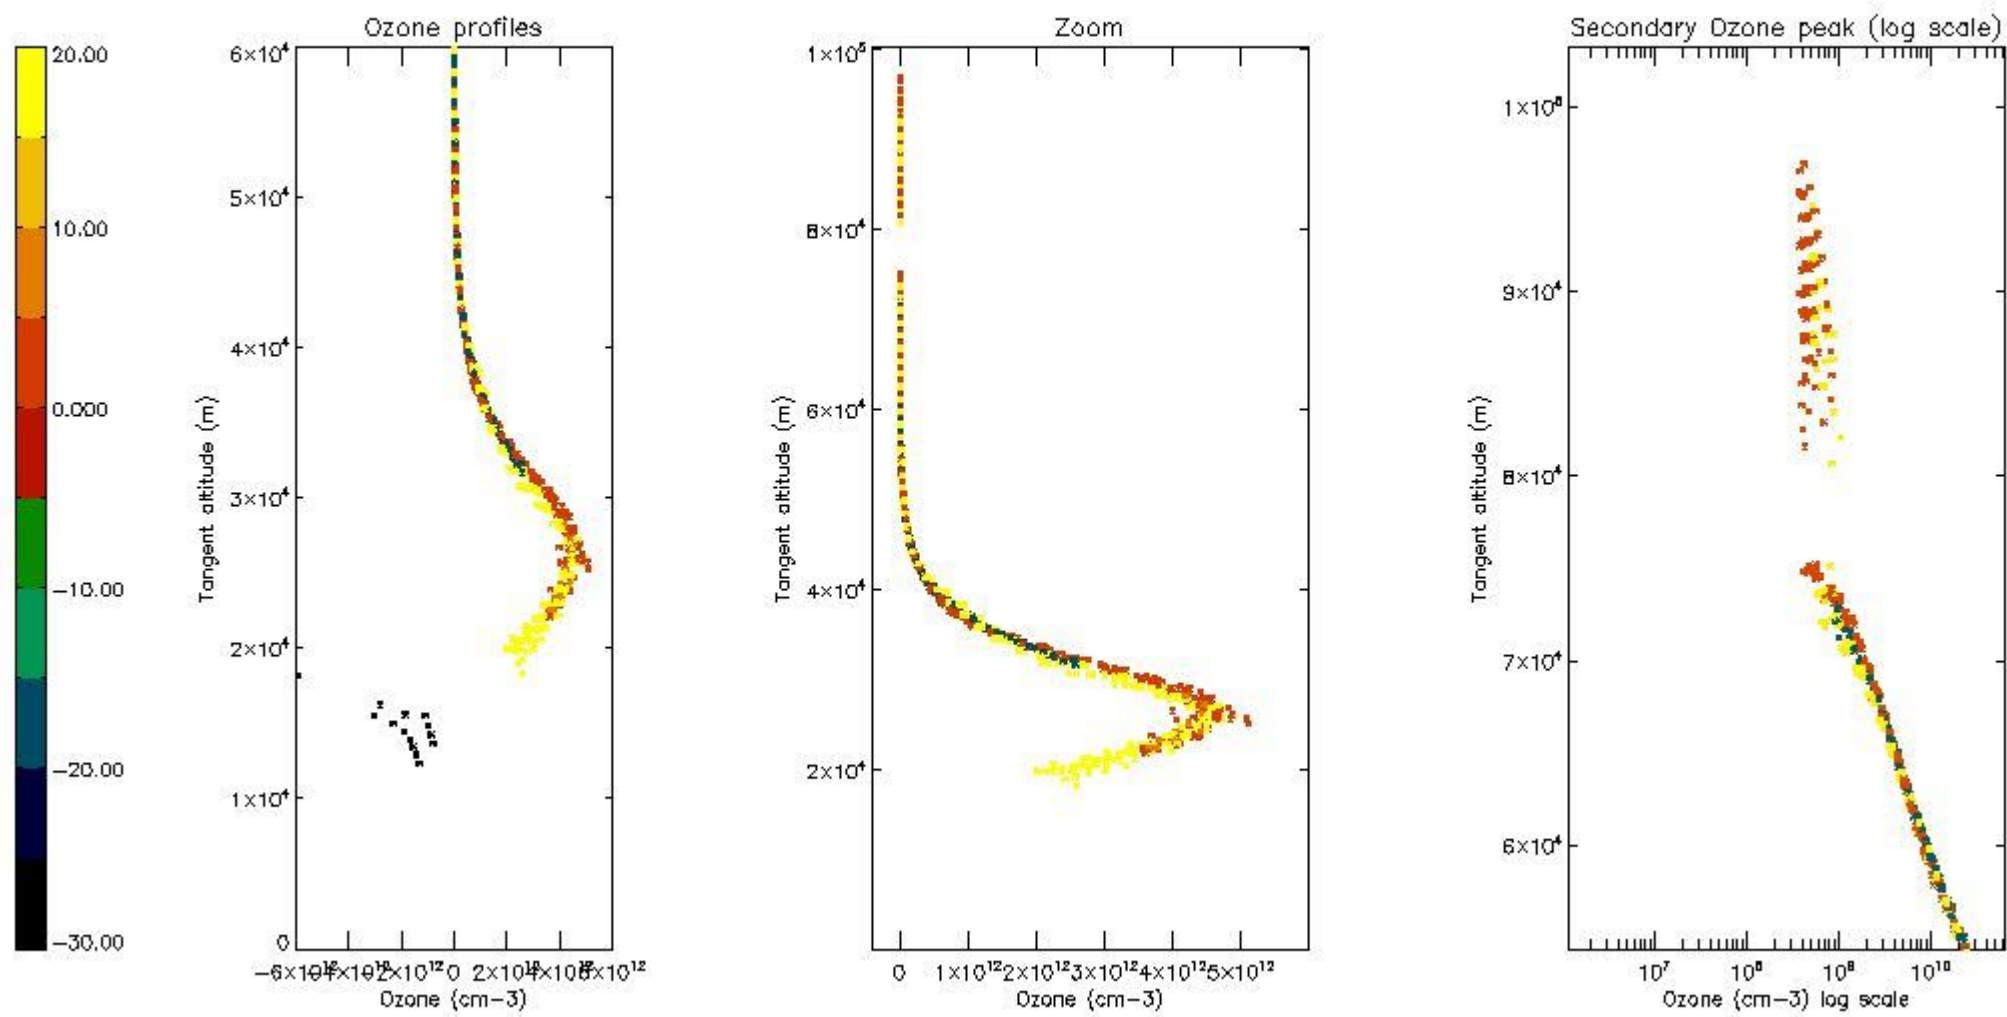 Ozone profiles
Zoom
Secondary Ozone peak (log scale)
20.00
10.00
0.000
-10.00
-20.00
-30.00
6×10⁴
5×10⁴
4×10⁴
3×10⁴
2×10⁴
1×10⁴
0
Tangent altitude (m)
0
2×10¹²
Ozone (cm-3)
1×10⁵
8×10⁴
6×10⁴
4×10⁴
2×10⁴
Tangent altitude (m)
0 1×10¹² 2×10¹² 3×10¹² 4×10¹² 5×10¹²
Ozone (cm-3)
9×10⁴
8×10⁴
7×10⁴
6×10⁴
Tangent altitude (m)
10⁷ 10⁸ 10⁹ 10¹⁰
Ozone (cm-3) log scale